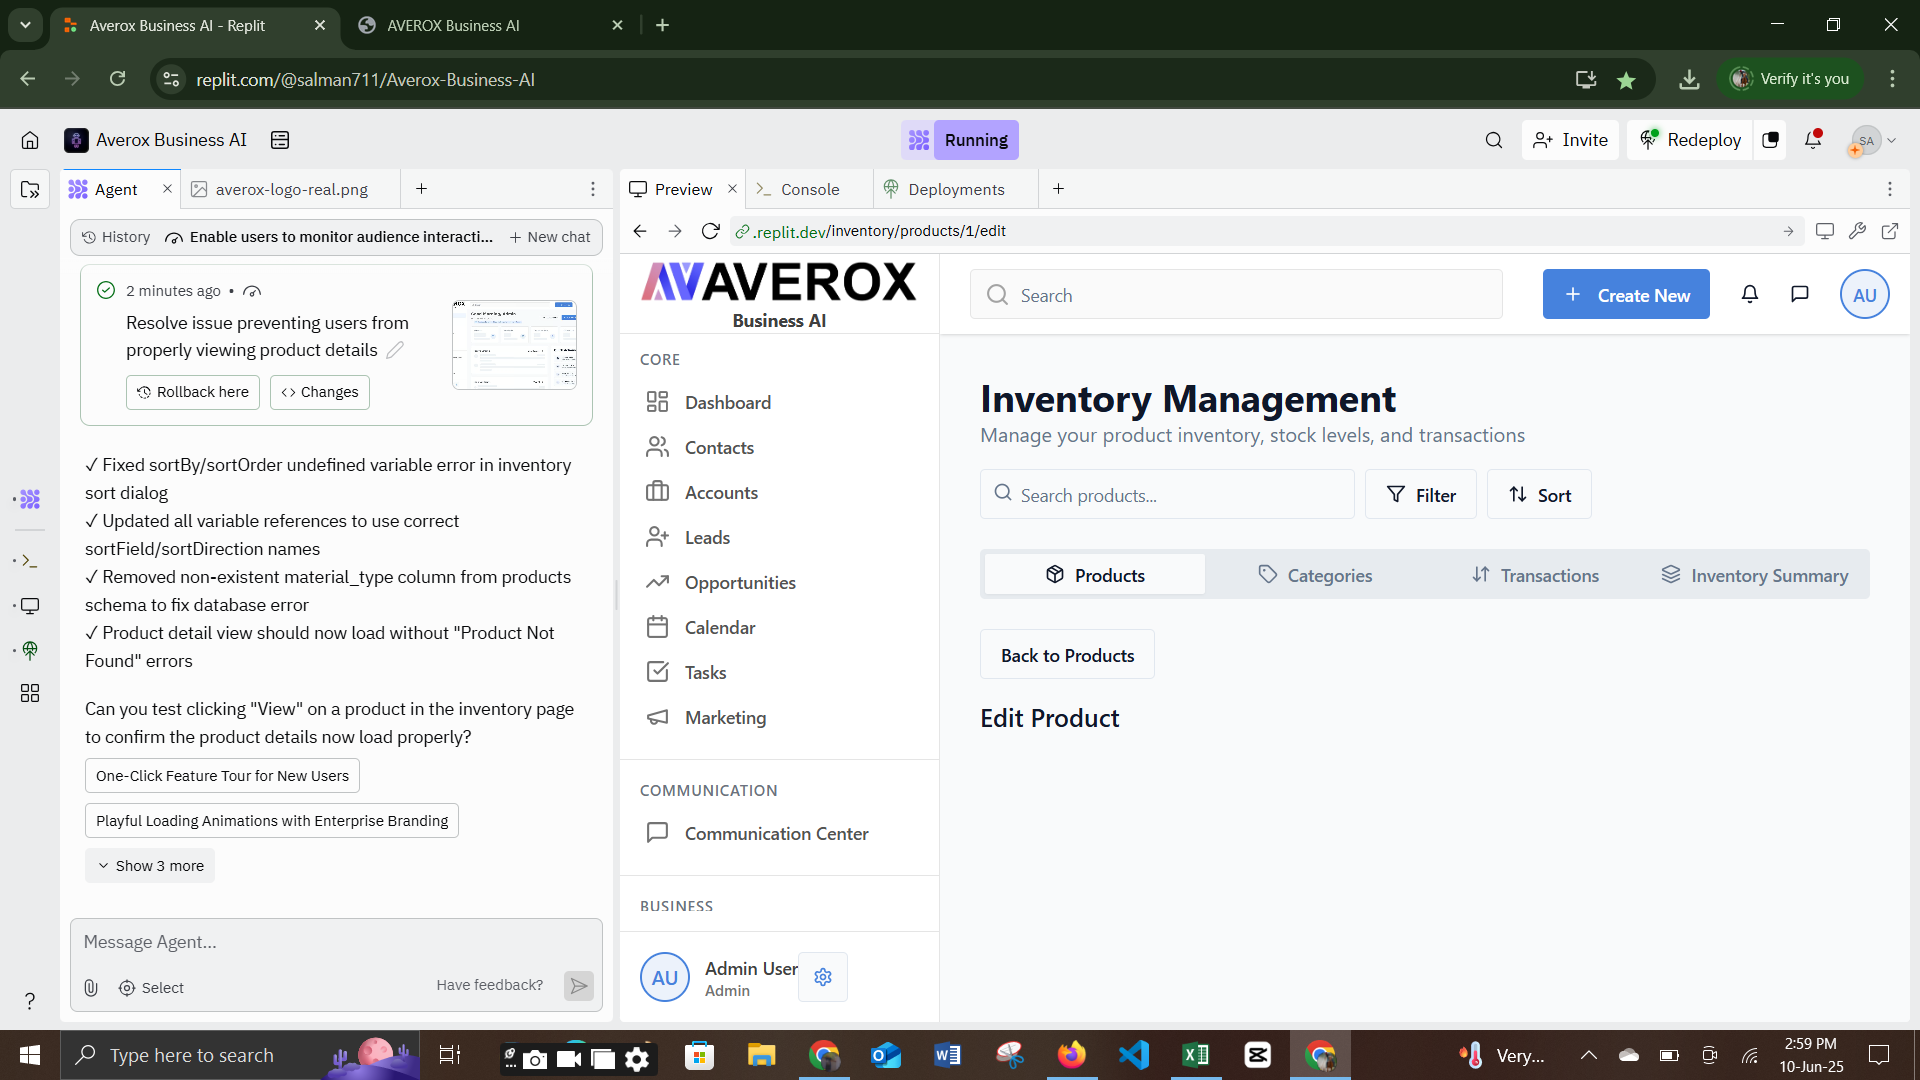 Averox Business AI - Replit
AVEROX Business AI
replit.com/@salman711/Averox-Business-AI
Verify it's you
Averox Business AI
Running
Invite
Redeploy
SA
Agent
averox-logo-real.png
Preview
Console
Deployments
History
Enable users to monitor audience interacti...
New chat
.replit.dev/inventory/products/1/edit
2 minutes ago •
Resolve issue preventing users from
properly viewing product details
Rollback here
Changes
✓ Fixed sortBy/sortOrder undefined variable error in inventory
sort dialog
✓ Updated all variable references to use correct
sortField/sortDirection names
✓ Removed non-existent material_type column from products
schema to fix database error
✓ Product detail view should now load without "Product Not
Found" errors
Can you test clicking "View" on a product in the inventory page
to confirm the product details now load properly?
One-Click Feature Tour for New Users
Playful Loading Animations with Enterprise Branding
Show 3 more
Message Agent...
Select
Have feedback?
AVEROX
Business AI
CORE
Dashboard
Contacts
Accounts
Leads
Opportunities
Calendar
Tasks
Marketing
COMMUNICATION
Communication Center
BUSINESS
AU
Admin User
Admin
Search
Create New
AU
Inventory Management
Manage your product inventory, stock levels, and transactions
Search products...
Filter
Sort
Products
Categories
Transactions
Inventory Summary
Back to Products
Edit Product
Type here to search
Very...
2:59 PM
10-Jun-25